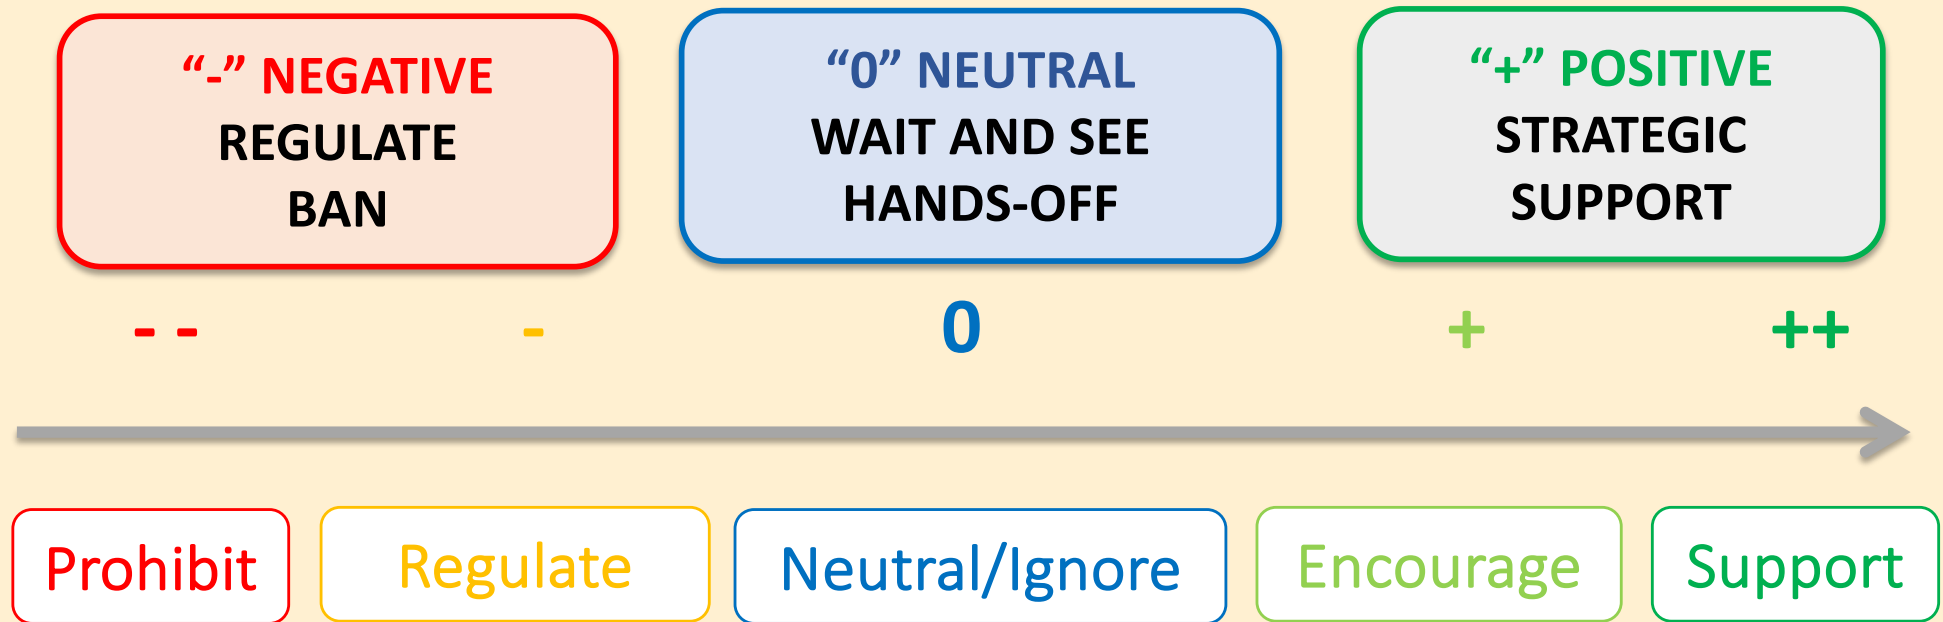 “-” NEGATIVE
REGULATE
BAN
“0” NEUTRAL
WAIT AND SEE
HANDS-OFF
“+” POSITIVE
STRATEGIC
SUPPORT
- -
-
0
+
++
Prohibit
Regulate
Neutral/Ignore
Encourage
Support